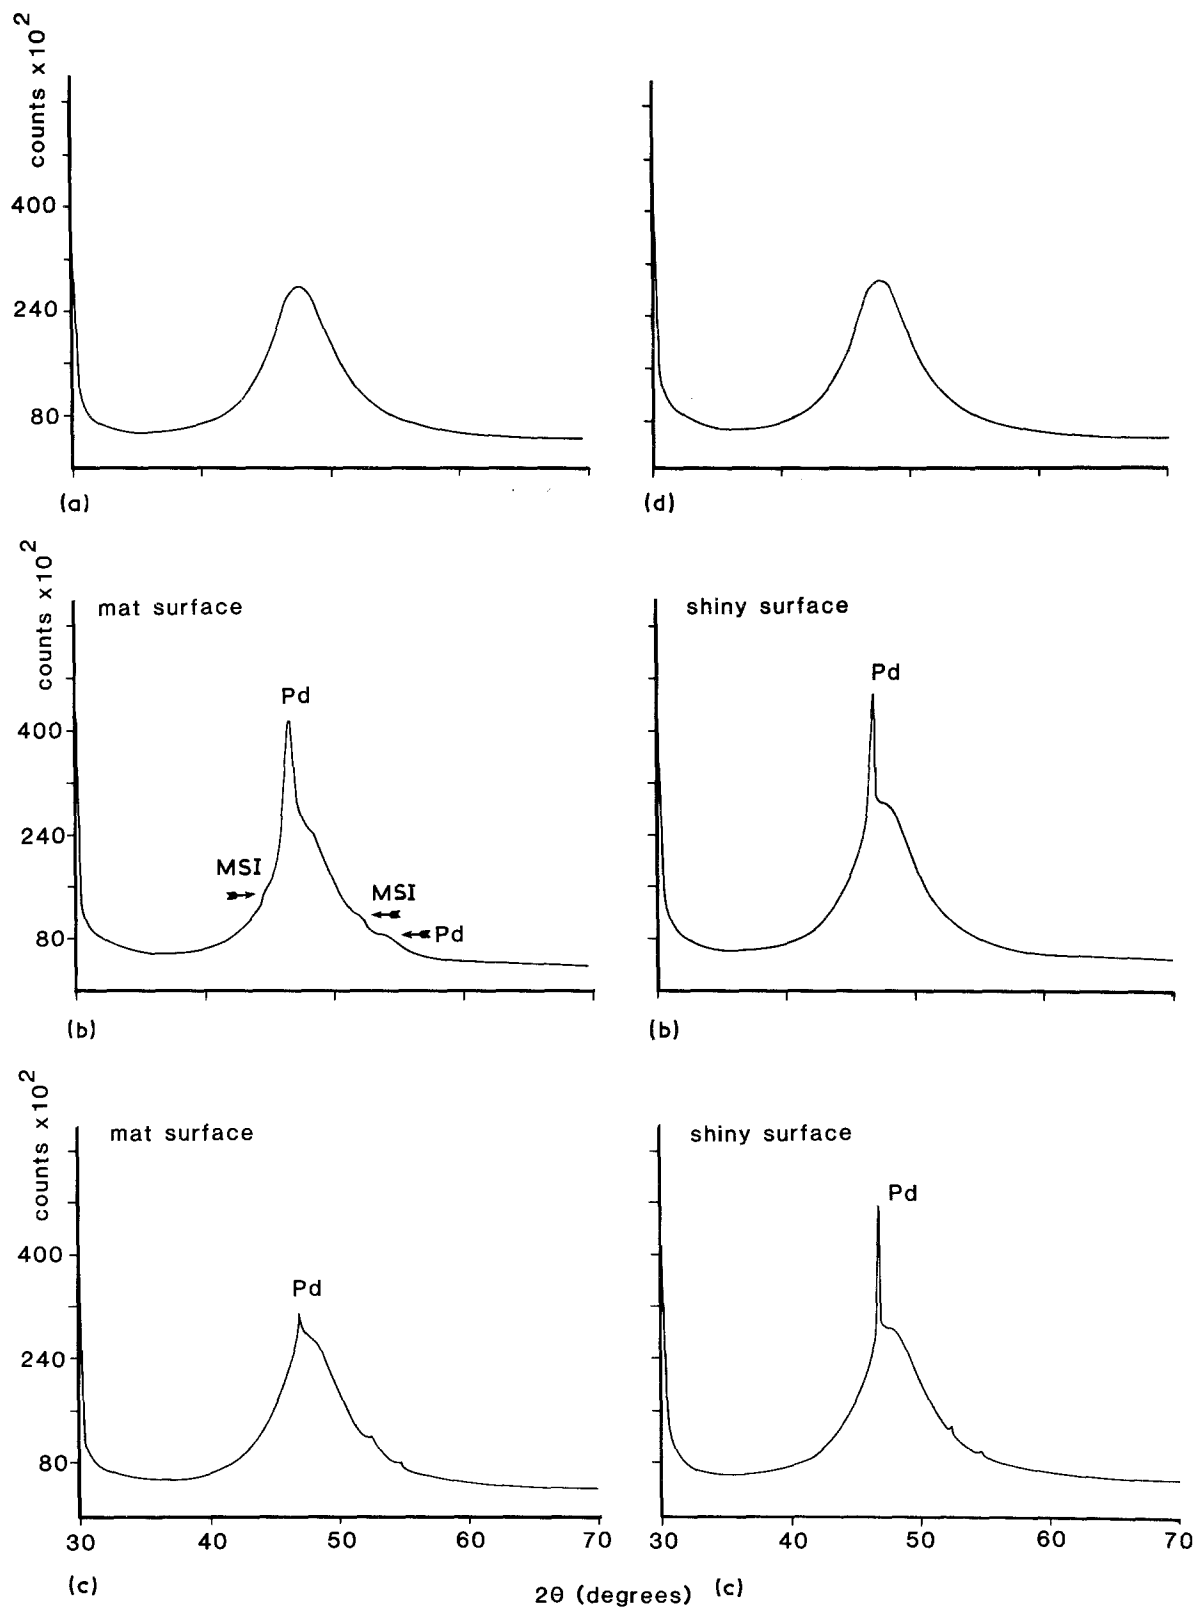 counts x10²
400
240
80
(a)
(d)
counts x10²
mat surface
Pd
400
240
MSI
MSI
Pd
80
(b)
shiny surface
Pd
(b)
counts x10²
mat surface
Pd
400
240
80
30 40 50 60 70
(c)
shiny surface
Pd
30 40 50 60 70
2θ (degrees)
(c)